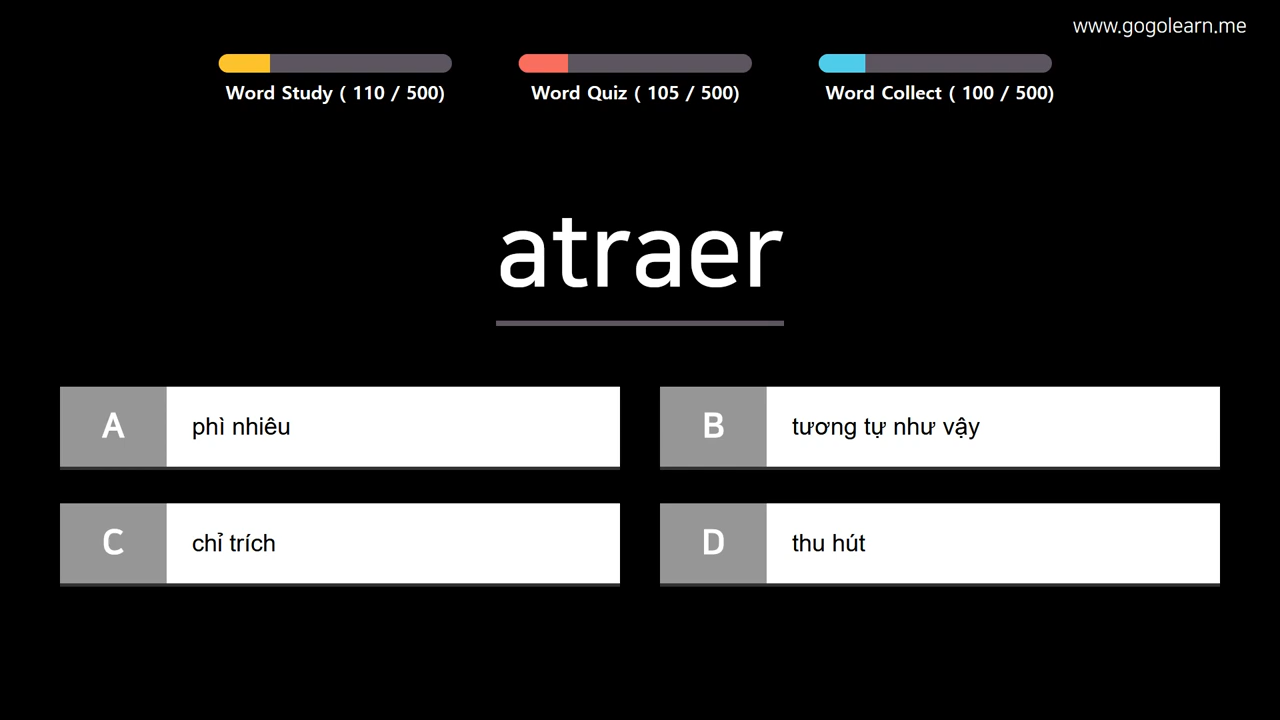 www.gogolearn.me
Word Study ( 110 / 500)
Word Quiz ( 105 / 500)
Word Collect ( 100 / 500)
atraer
A phì nhiêu
B tương tự như vậy
C chỉ trích
D thu hút